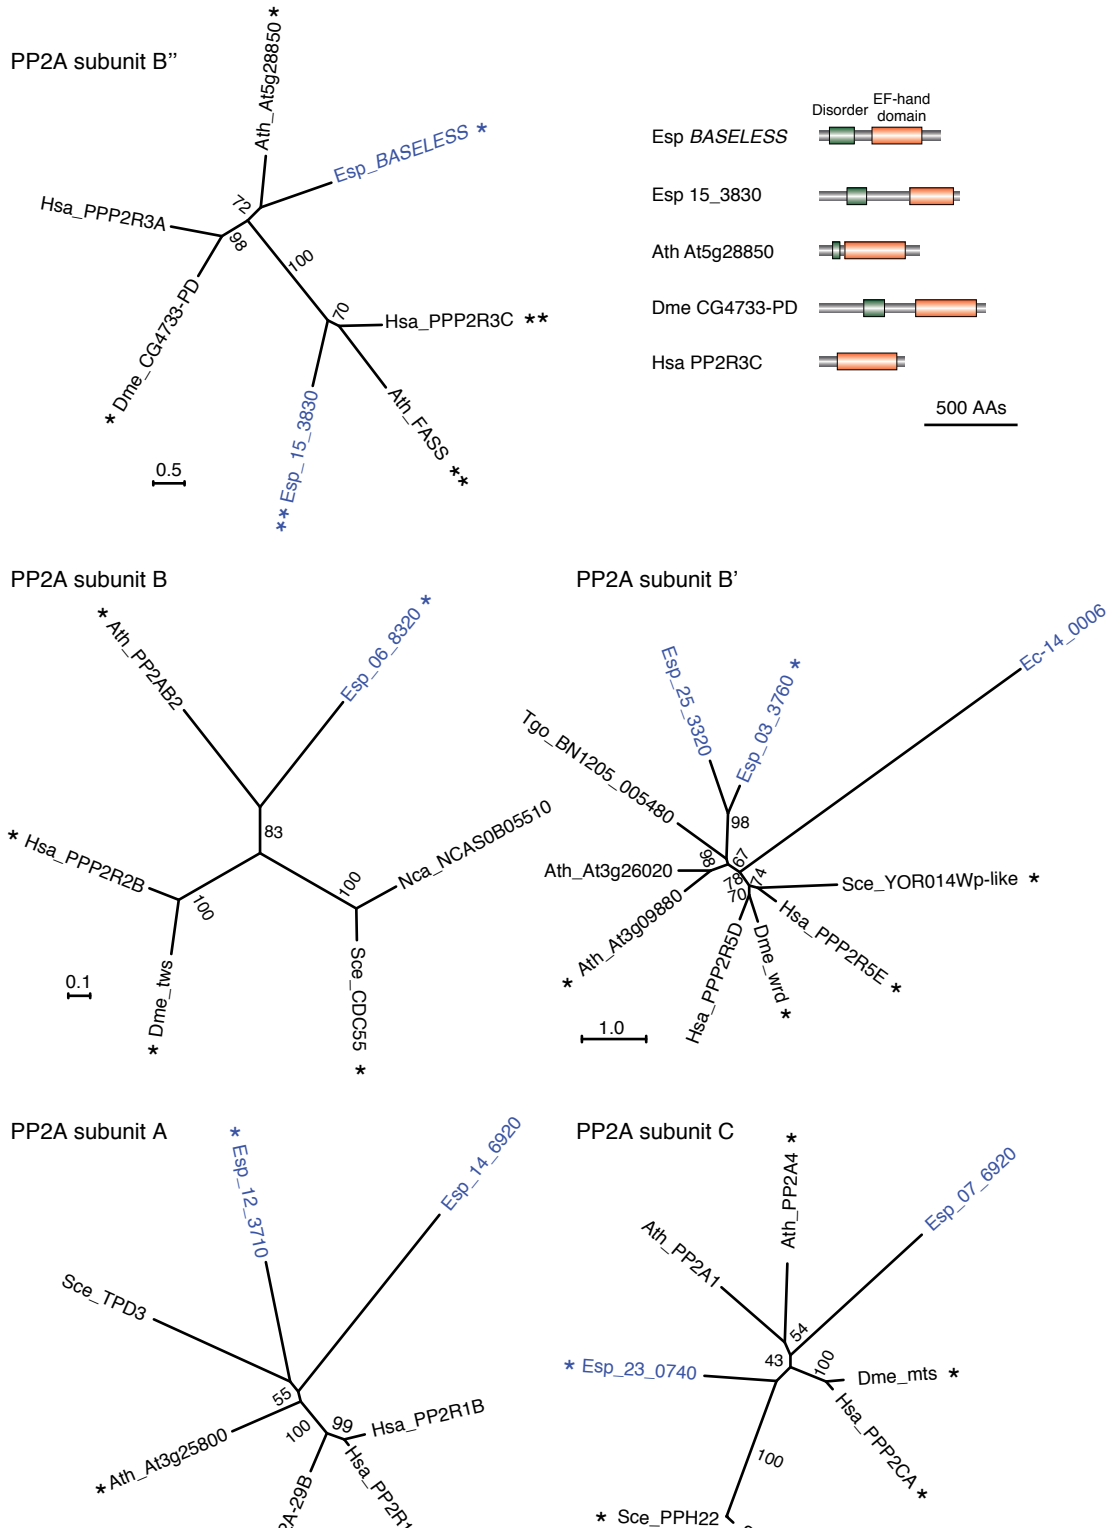 PP2A subunit B’’
Ath_At5g28850 *
Esp_BASELESS *
Hsa_PPP2R3A
72
98
100
70
Hsa_PPP2R3C **
* Dme_CG4733-PD
** Esp_15_3830
Ath_FASS **
0.5
Disorder
EF-hand
domain
Esp BASELESS
Esp 15_3830
Ath At5g28850
Dme CG4733-PD
Hsa PP2R3C
500 AAs
PP2A subunit B
* Ath_PP2AB2
Esp_06_8320 *
83
* Hsa_PPP2R2B
100
100
Nca_NCAS0B05510
* Dme_tws
Sce_CDC55 *
0.1
PP2A subunit B’
Ec-14_0006
Esp_25_3320
Esp_03_3760 *
Tgo_BN1205_005480
98
98
67
78
74
70
Ath_At3g26020
* Ath_At3g09880
Sce_YOR014Wp-like *
Hsa_PPP2R5E *
Dme_wrd *
Hsa_PPP2R5D
1.0
PP2A subunit A
* Esp_12_3710
Esp_14_6920
Sce_TPD3
55
100
99
Hsa_PP2R1B
* Ath_At3g25800
2A-29B
Hsa_PP2R1
PP2A subunit C
Ath_PP2A4 *
Esp_07_6920
Ath_PP2A1
54
43
100
* Esp_23_0740
Dme_mts *
Hsa_PPP2CA *
100
* Sce_PPH22